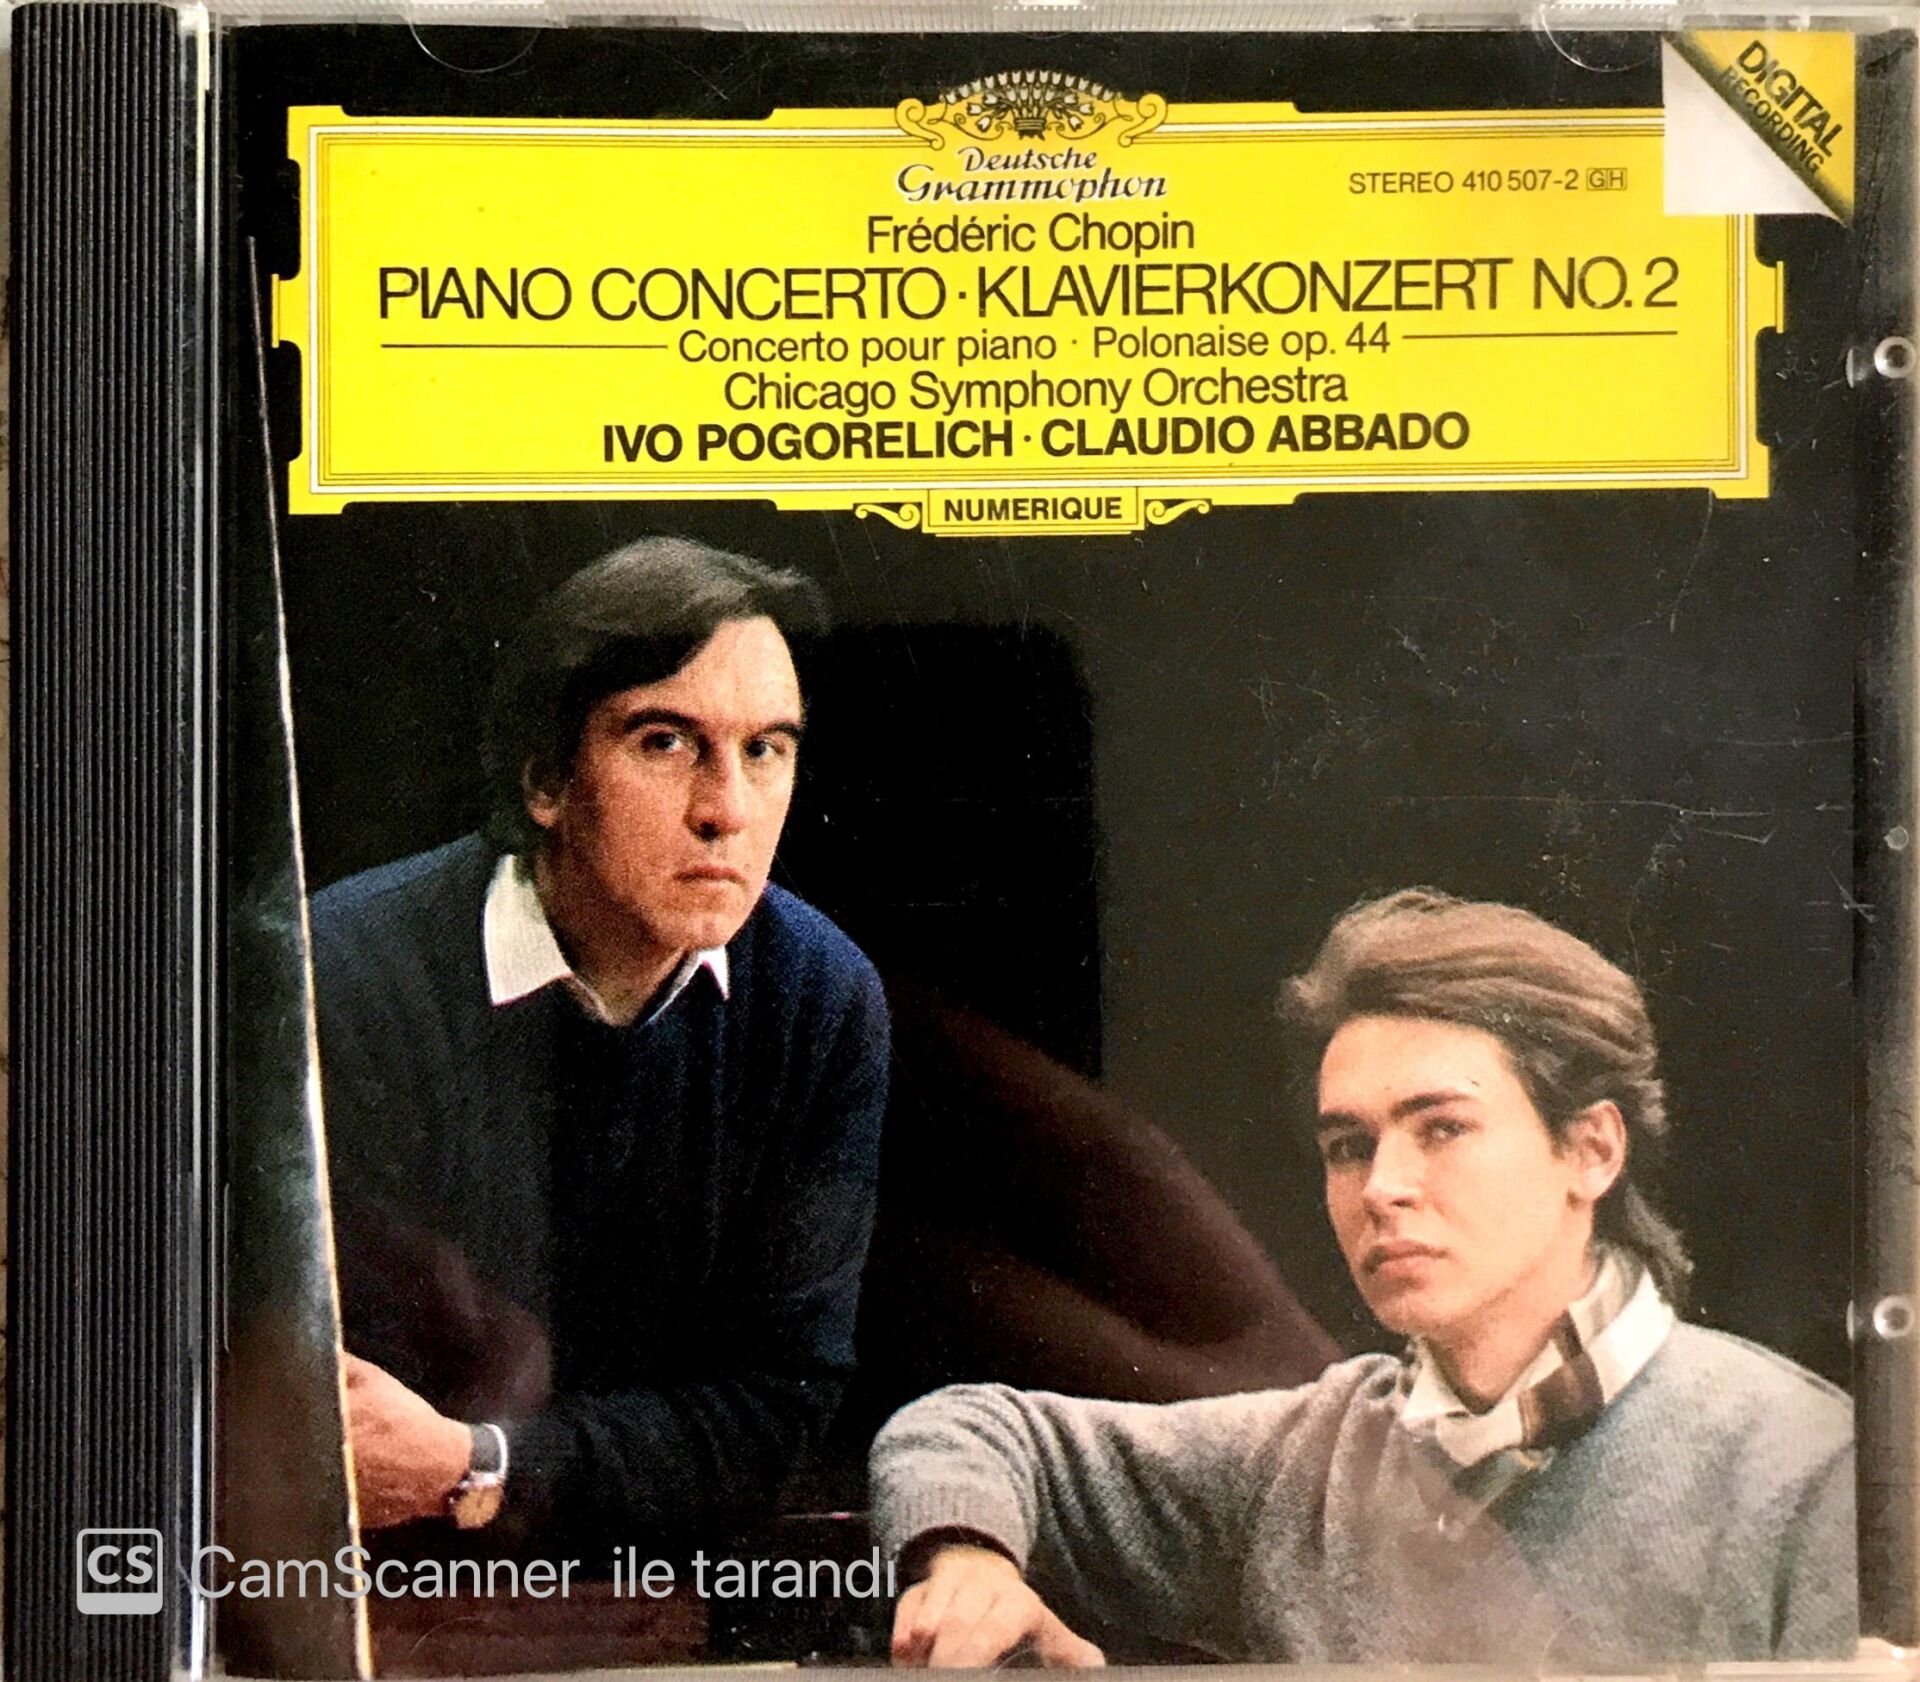 DIGITAL
RECORDING
Deutsche
Grammophon
STEREO 410 507-2 GH
Frédéric Chopin
PIANO CONCERTO · KLAVIERKONZERT NO. 2
Concerto pour piano · Polonaise op. 44
Chicago Symphony Orchestra
IVO POGORELICH · CLAUDIO ABBADO
NUMERIQUE
CS CamScanner ile tarandı